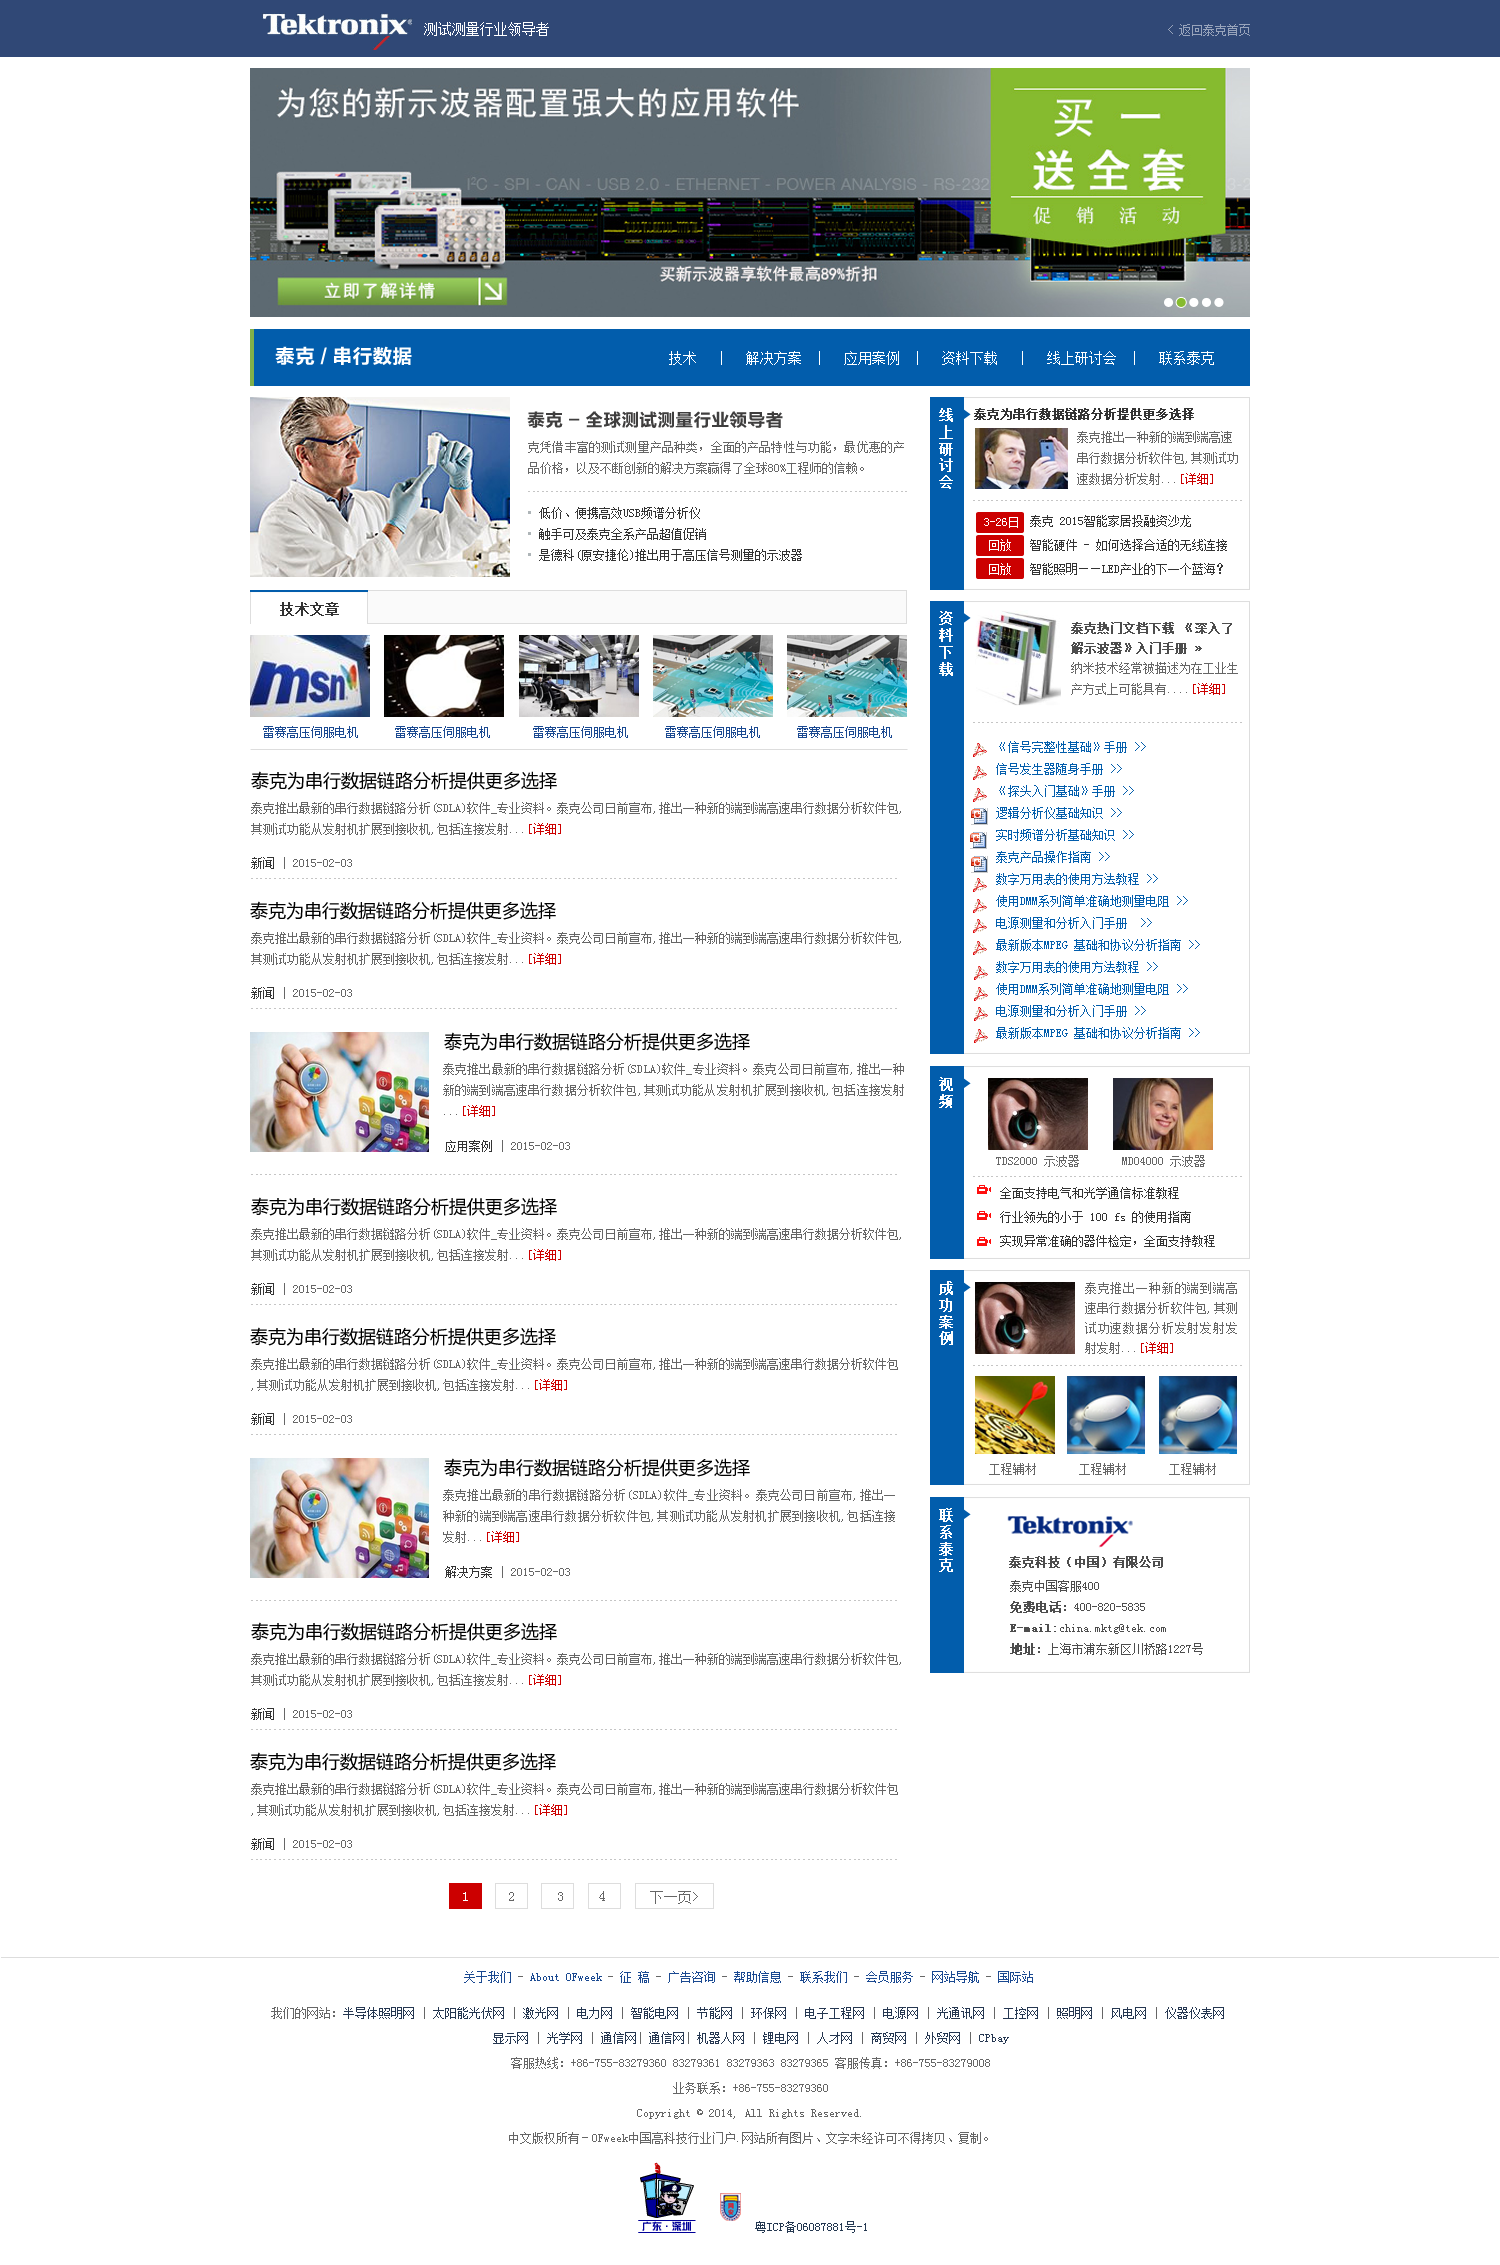 Tektronix 测试测量行业领导者
< 返回泰克首页
为您的新示波器配置强大的应用软件
I²C - SPI - CAN - USB 2.0 - ETHERNET - POWER ANALYSIS - RS-232
买一
送全套
促销活动
买新示波器享软件最高89%折扣
立即了解详情
泰克 / 串行数据
技术 | 解决方案 | 应用案例 | 资料下载 | 线上研讨会 | 联系泰克
泰克 - 全球测试测量行业领导者
克凭借丰富的测试测量产品种类，全面的产品特性与功能，最优惠的产
品价格，以及不断创新的解决方案赢得了全球80%工程师的信赖。
低价、便携高效USB频谱分析仪
触手可及泰克全系产品超值促销
是德科(原安捷伦)推出用于高压信号测量的示波器
技术文章
msn
雷赛高压伺服电机
雷赛高压伺服电机
雷赛高压伺服电机
雷赛高压伺服电机
雷赛高压伺服电机
泰克为串行数据链路分析提供更多选择
泰克推出最新的串行数据链路分析(SDLA)软件_专业资料。泰克公司日前宣布,推出一种新的端到端高速串行数据分析软件包,
其测试功能从发射机扩展到接收机,包括连接发射...[详细]
新闻 | 2015-02-03
泰克为串行数据链路分析提供更多选择
泰克推出最新的串行数据链路分析(SDLA)软件_专业资料。泰克公司日前宣布,推出一种新的端到端高速串行数据分析软件包,
其测试功能从发射机扩展到接收机,包括连接发射...[详细]
新闻 | 2015-02-03
泰克为串行数据链路分析提供更多选择
泰克推出最新的串行数据链路分析(SDLA)软件_专业资料。泰克公司日前宣布,推出一种
新的端到端高速串行数据分析软件包,其测试功能从发射机扩展到接收机,包括连接发射
...[详细]
应用案例 | 2015-02-03
泰克为串行数据链路分析提供更多选择
泰克推出最新的串行数据链路分析(SDLA)软件_专业资料。泰克公司日前宣布,推出一种新的端到端高速串行数据分析软件包,
其测试功能从发射机扩展到接收机,包括连接发射...[详细]
新闻 | 2015-02-03
泰克为串行数据链路分析提供更多选择
泰克推出最新的串行数据链路分析(SDLA)软件_专业资料。泰克公司日前宣布,推出一种新的端到端高速串行数据分析软件包
,其测试功能从发射机扩展到接收机,包括连接发射...[详细]
新闻 | 2015-02-03
泰克为串行数据链路分析提供更多选择
泰克推出最新的串行数据链路分析(SDLA)软件_专业资料。泰克公司日前宣布,推出一
种新的端到端高速串行数据分析软件包,其测试功能从发射机扩展到接收机,包括连接
发射...[详细]
解决方案 | 2015-02-03
泰克为串行数据链路分析提供更多选择
泰克推出最新的串行数据链路分析(SDLA)软件_专业资料。泰克公司日前宣布,推出一种新的端到端高速串行数据分析软件包,
其测试功能从发射机扩展到接收机,包括连接发射...[详细]
新闻 | 2015-02-03
泰克为串行数据链路分析提供更多选择
泰克推出最新的串行数据链路分析(SDLA)软件_专业资料。泰克公司日前宣布,推出一种新的端到端高速串行数据分析软件包
,其测试功能从发射机扩展到接收机,包括连接发射...[详细]
新闻 | 2015-02-03
1 2 3 4 下一页>
线上研讨会
泰克为串行数据链路分析提供更多选择
泰克推出一种新的端到端高速
串行数据分析软件包,其测试功
速数据分析发射...[详细]
3-26日 泰克 2015智能家居投融资沙龙
回放 智能硬件 - 如何选择合适的无线连接
回放 智能照明——LED产业的下一个蓝海?
资料下载
泰克热门文档下载 《深入了
解示波器》入门手册 »
纳米技术经常被描述为在工业生
产方式上可能具有....[详细]
《信号完整性基础》手册 >>
信号发生器随身手册 >>
《探头入门基础》手册 >>
逻辑分析仪基础知识 >>
实时频谱分析基础知识 >>
泰克产品操作指南 >>
数字万用表的使用方法教程 >>
使用DMM系列简单准确地测量电阻 >>
电源测量和分析入门手册 >>
最新版本MPEG 基础和协议分析指南 >>
数字万用表的使用方法教程 >>
使用DMM系列简单准确地测量电阻 >>
电源测量和分析入门手册 >>
最新版本MPEG 基础和协议分析指南 >>
视频
TDS2000 示波器
MDO4000 示波器
全面支持电气和光学通信标准教程
行业领先的小于 100 fs 的使用指南
实现异常准确的器件检定，全面支持教程
成功案例
泰克推出一种新的端到端高
速串行数据分析软件包,其测
试功速数据分析发射发射发
射发射...[详细]
工程辅材 工程辅材 工程辅材
联系泰克
Tektronix
泰克科技（中国）有限公司
泰克中国客服400
免费电话: 400-820-5835
E-mail:china.mktg@tek.com
地址: 上海市浦东新区川桥路1227号
关于我们 - About OFweek - 征 稿 - 广告咨询 - 帮助信息 - 联系我们 - 会员服务 - 网站导航 - 国际站
我们的网站: 半导体照明网 | 太阳能光伏网 | 激光网 | 电力网 | 智能电网 | 节能网 | 环保网 | 电子工程网 | 电源网 | 光通讯网 | 工控网 | 照明网 | 风电网 | 仪器仪表网
显示网 | 光学网 | 通信网| 通信网| 机器人网 | 锂电网 | 人才网 | 商贸网 | 外贸网 | CPbay
客服热线: +86-755-83279360 83279361 83279363 83279365 客服传真: +86-755-83279008
业务联系: +86-755-83279360
Copyright © 2014, All Rights Reserved.
中文版权所有-OFweek中国高科技行业门户.网站所有图片、文字未经许可不得拷贝、复制。
广东·深圳
粤ICP备06087881号-1